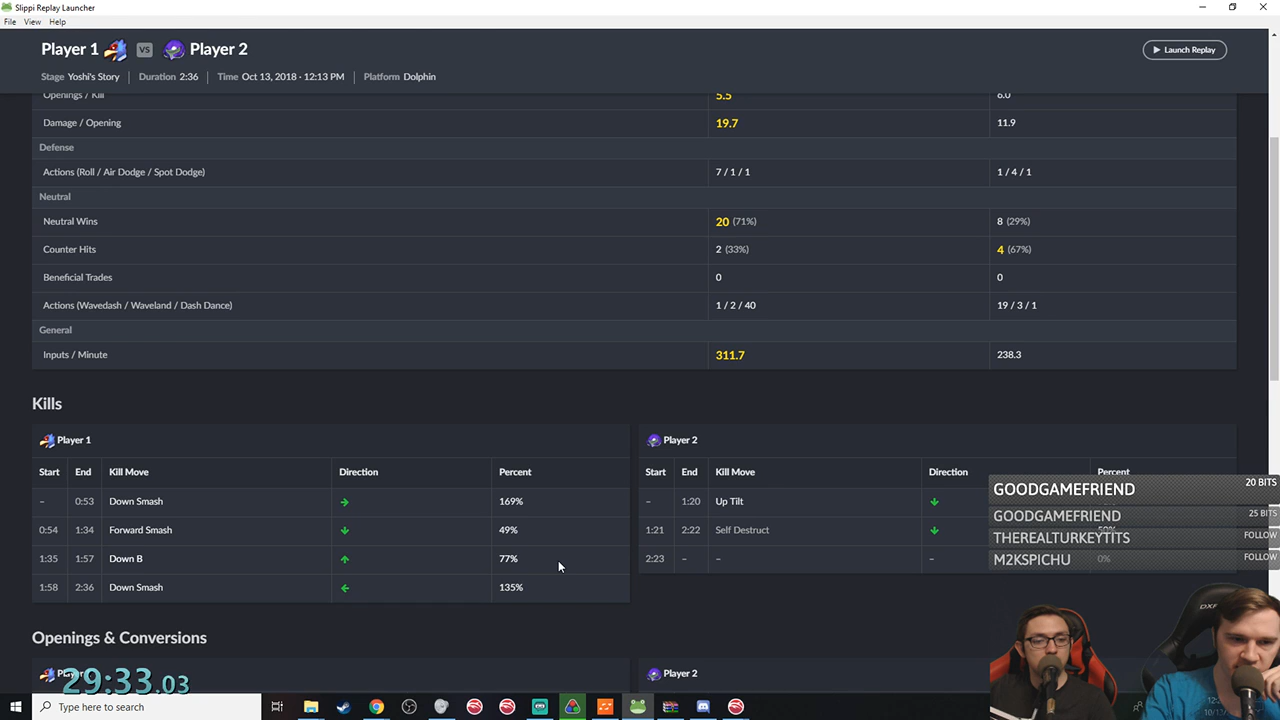 Slippi Replay Launcher
File View Help
Player 1 VS Player 2
Launch Replay
Stage Yoshi's Story Duration 2:36 Time Oct 13, 2018 · 12:13 PM Platform Dolphin
Openings / Kill 5.5 6.0
Damage / Opening 19.7 11.9
Defense
Actions (Roll / Air Dodge / Spot Dodge) 7 / 1 / 1 1 / 4 / 1
Neutral
Neutral Wins 20 (71%) 8 (29%)
Counter Hits 2 (33%) 4 (67%)
Beneficial Trades 0 0
Actions (Wavedash / Waveland / Dash Dance) 1 / 2 / 40 19 / 3 / 1
General
Inputs / Minute 311.7 238.3
Kills
Player 1
Start End Kill Move Direction Percent
– 0:53 Down Smash 169%
0:54 1:34 Forward Smash 49%
1:35 1:57 Down B 77%
1:58 2:36 Down Smash 135%
Player 2
Start End Kill Move Direction Percent
– 1:20 Up Tilt
1:21 2:22 Self Destruct
2:23 – – – 0%
GOODGAMEFRIEND 20 BITS
GOODGAMEFRIEND 25 BITS
THEREALTURKEYTITS FOLLOW
M2KSPICHU FOLLOW
Openings & Conversions
Player 2
29:33.03
Type here to search